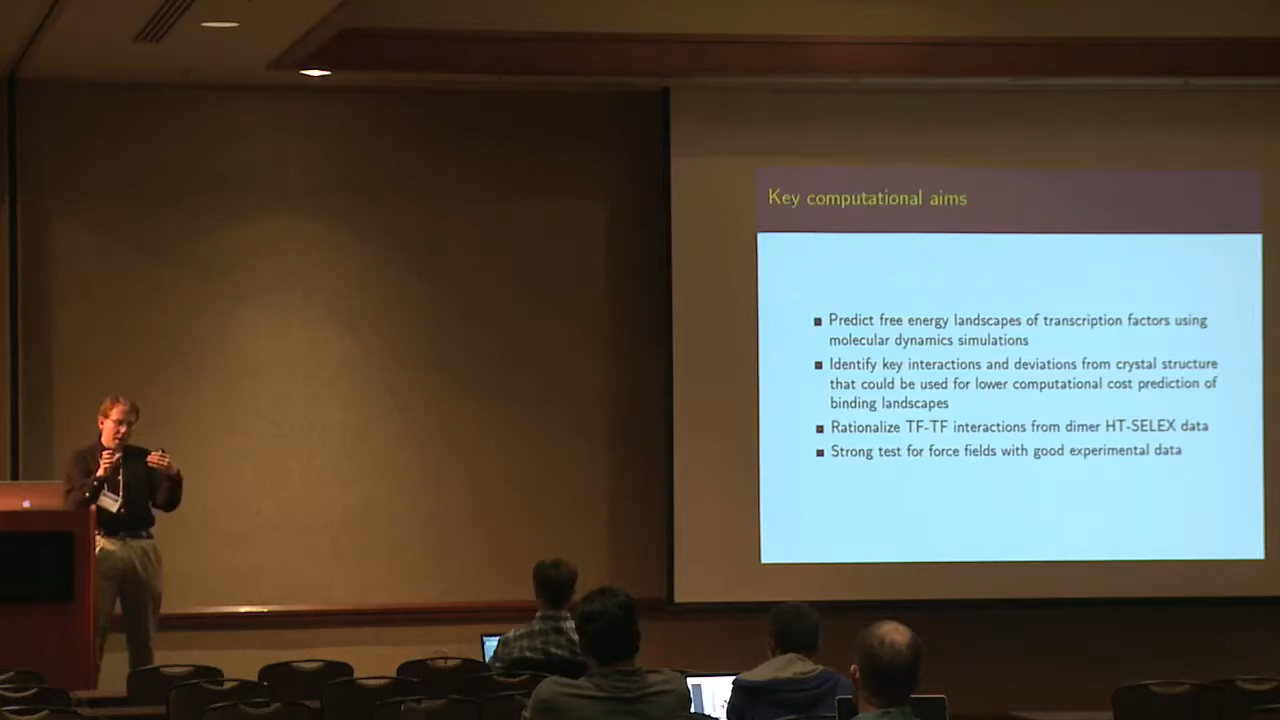 Key computational aims
Predict free energy landscapes of transcription factors using
molecular dynamics simulations
Identify key interactions and deviations from crystal structure
that could be used for lower computational cost prediction of
binding landscapes
Rationalize TF-TF interactions from dimer HT-SELEX data
Strong test for force fields with good experimental data